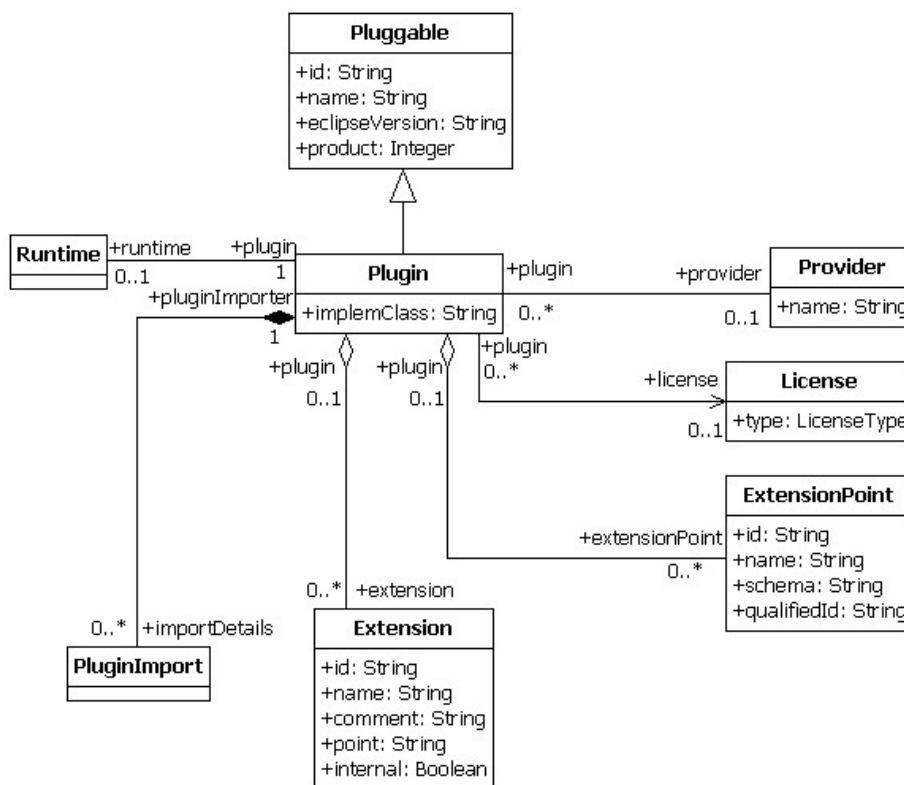 Pluggable
+id: String
+name: String
+eclipseVersion: String
+product: Integer
Runtime
+runtime
0..1
+plugin
1
Plugin
+implemClass: String
+plugin
0..*
+provider
0..1
Provider
+name: String
+pluginImporter
1
+plugin
0..1
+plugin
0..1
+plugin
0..*
+license
0..1
License
+type: LicenseType
+extensionPoint
0..*
ExtensionPoint
+id: String
+name: String
+schema: String
+qualifiedId: String
0..* +importDetails
PluginImport
0..* +extension
Extension
+id: String
+name: String
+comment: String
+point: String
+internal: Boolean